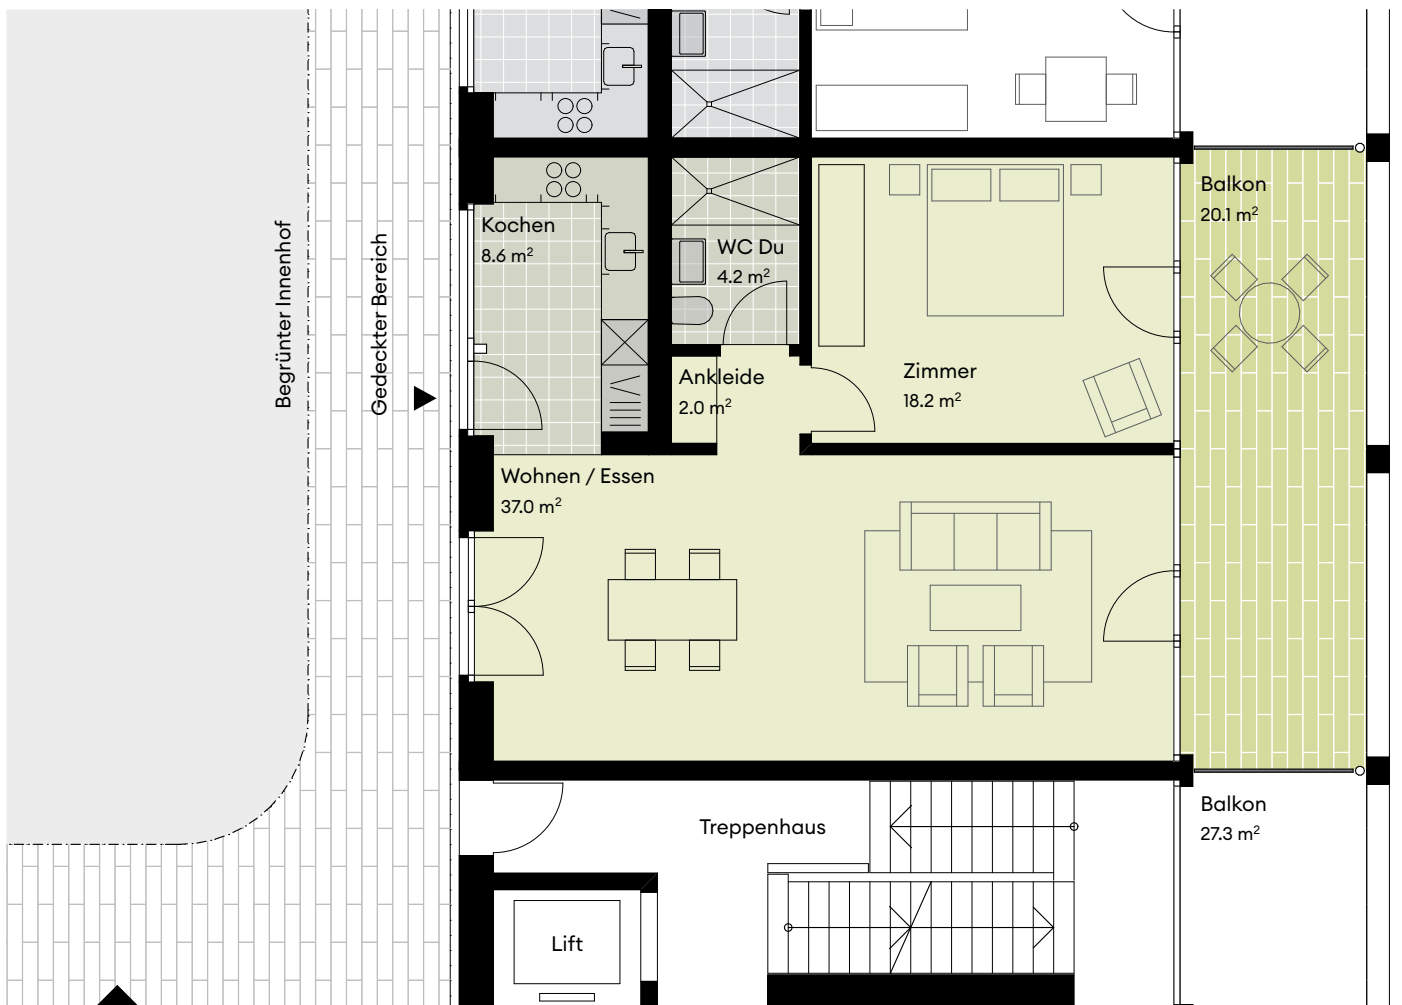 Balkon
20.1 m²
Kochen
8.6 m²
WC Du
4.2 m²
Begrünter Innenhof
Gedeckter Bereich
Ankleide
2.0 m²
Zimmer
18.2 m²
Wohnen / Essen
37.0 m²
Treppenhaus
Balkon
27.3 m²
Lift